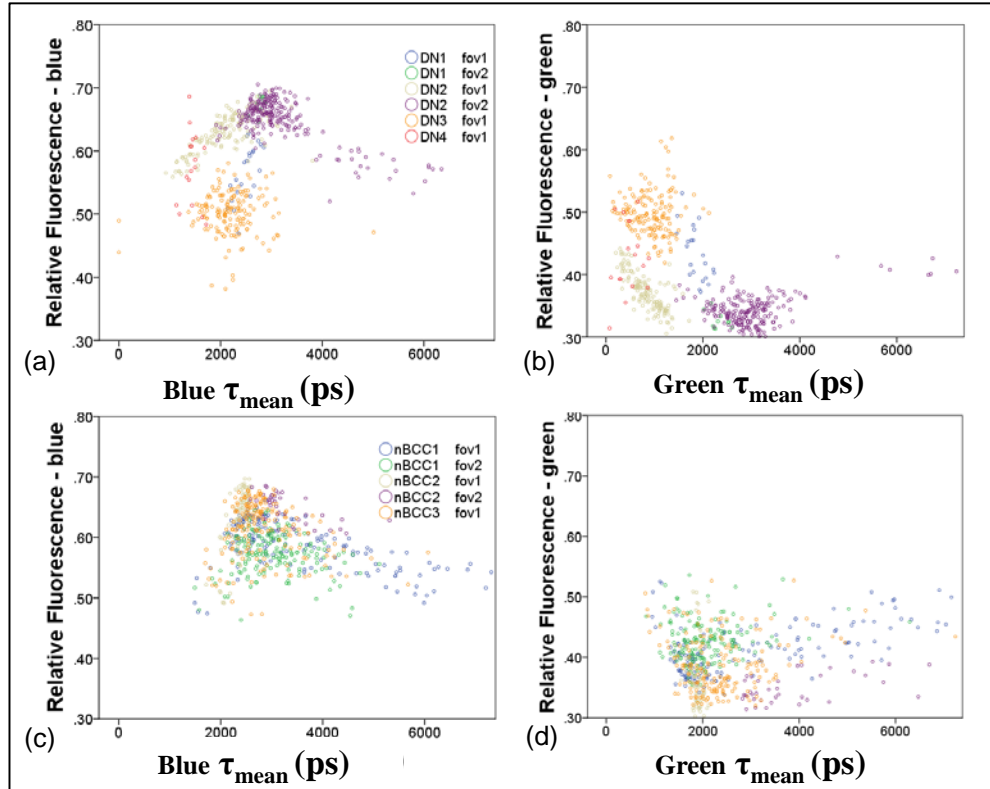 .80
.70
.60
.50
.40
.30
Relative Fluorescence - blue
DN1 fov1
DN1 fov2
DN2 fov1
DN2 fov2
DN3 fov1
DN4 fov1
0 2000 4000 6000
(a)
Blue τmean (ps)
.80
.70
.60
.50
.40
.30
Relative Fluorescence - green
0 2000 4000 6000
(b)
Green τmean (ps)
.80
.70
.60
.50
.40
.30
Relative Fluorescence - blue
nBCC1 fov1
nBCC1 fov2
nBCC2 fov1
nBCC2 fov2
nBCC3 fov1
0 2000 4000 6000
(c)
Blue τmean (ps)
.80
.70
.60
.50
.40
.30
Relative Fluorescence - green
0 2000 4000 6000
(d)
Green τmean (ps)